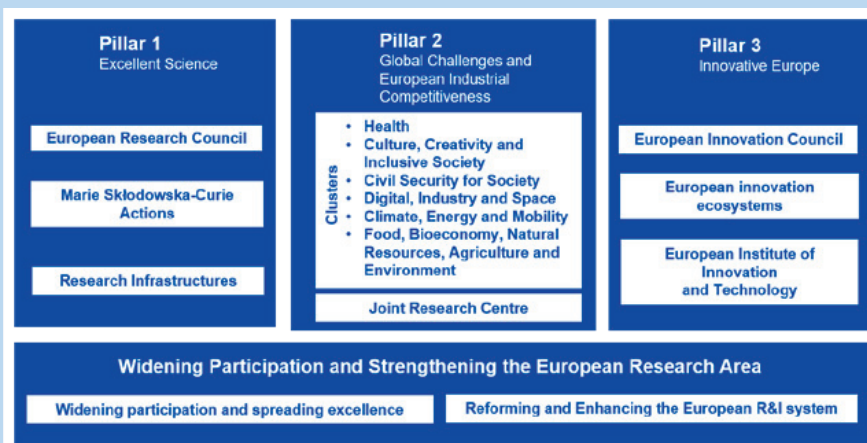 Pillar 1
Excellent Science
European Research Council
Marie Skłodowska-Curie
Actions
Research Infrastructures
Pillar 2
Global Challenges and
European Industrial
Competitiveness
Clusters
• Health
• Culture, Creativity and
Inclusive Society
• Civil Security for Society
• Digital, Industry and Space
• Climate, Energy and Mobility
• Food, Bioeconomy, Natural
Resources, Agriculture and
Environment
Joint Research Centre
Pillar 3
Innovative Europe
European Innovation Council
European innovation
ecosystems
European Institute of
Innovation
and Technology
Widening Participation and Strengthening the European Research Area
Widening participation and spreading excellence
Reforming and Enhancing the European R&I system